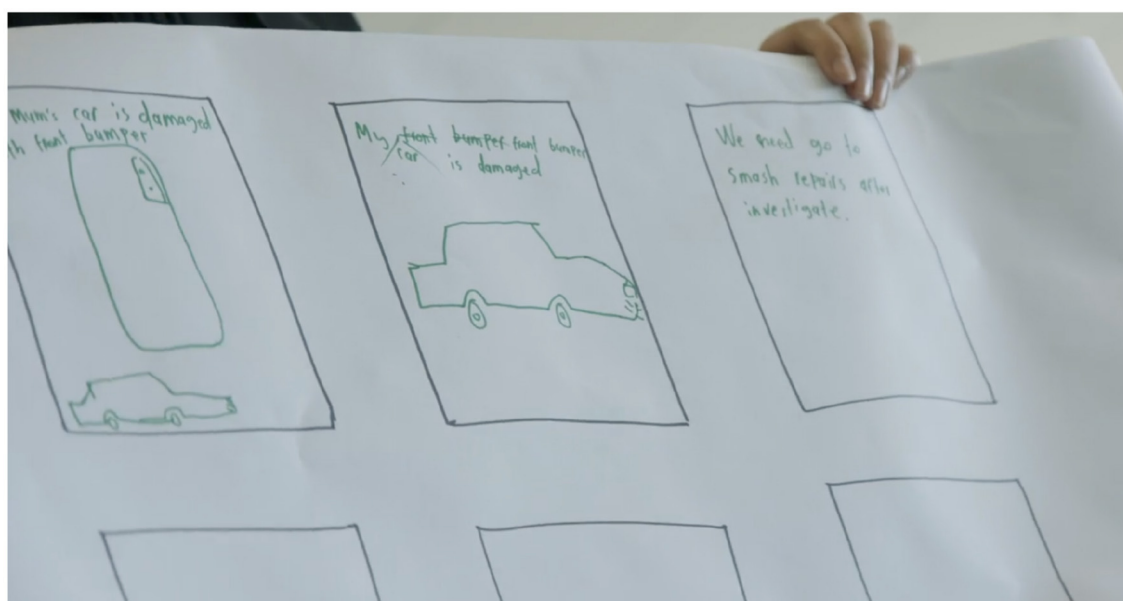 Mum's car is damaged
front bumper
My front bumper front bumper
car is damaged
We need go to
smash repairs after
investigate.